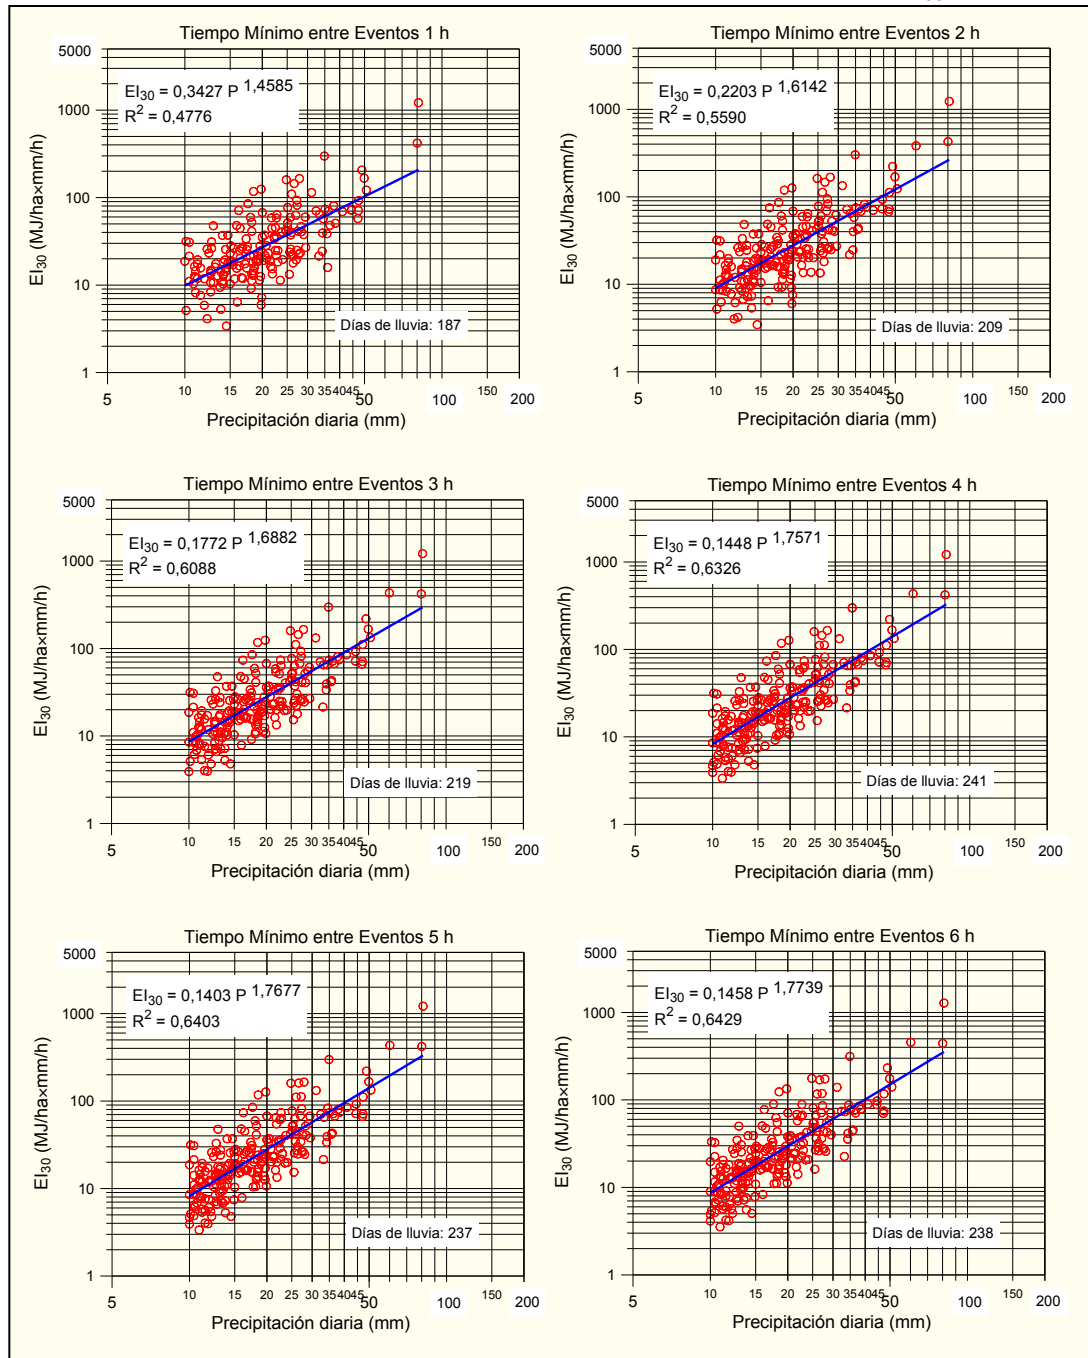 Tiempo Mínimo entre Eventos 1 h
EI30 = 0,3427 P 1,4585
R2 = 0,4776
Días de lluvia: 187
EI30 (MJ/ha×mm/h)
5000
1000
100
10
1
5 10 15 20 25 30 35 40 45 50 100 150 200
Precipitación diaria (mm)
Tiempo Mínimo entre Eventos 2 h
EI30 = 0,2203 P 1,6142
R2 = 0,5590
Días de lluvia: 209
EI30 (MJ/ha×mm/h)
5000
1000
100
10
1
5 10 15 20 25 30 35 40 45 50 100 150 200
Precipitación diaria (mm)
Tiempo Mínimo entre Eventos 3 h
EI30 = 0,1772 P 1,6882
R2 = 0,6088
Días de lluvia: 219
EI30 (MJ/ha×mm/h)
5000
1000
100
10
1
5 10 15 20 25 30 35 40 45 50 100 150 200
Precipitación diaria (mm)
Tiempo Mínimo entre Eventos 4 h
EI30 = 0,1448 P 1,7571
R2 = 0,6326
Días de lluvia: 241
EI30 (MJ/ha×mm/h)
5000
1000
100
10
1
5 10 15 20 25 30 35 40 45 50 100 150 200
Precipitación diaria (mm)
Tiempo Mínimo entre Eventos 5 h
EI30 = 0,1403 P 1,7677
R2 = 0,6403
Días de lluvia: 237
EI30 (MJ/ha×mm/h)
5000
1000
100
10
1
5 10 15 20 25 30 35 40 45 50 100 150 200
Precipitación diaria (mm)
Tiempo Mínimo entre Eventos 6 h
EI30 = 0,1458 P 1,7739
R2 = 0,6429
Días de lluvia: 238
EI30 (MJ/ha×mm/h)
5000
1000
100
10
1
5 10 15 20 25 30 35 40 45 50 100 150 200
Precipitación diaria (mm)